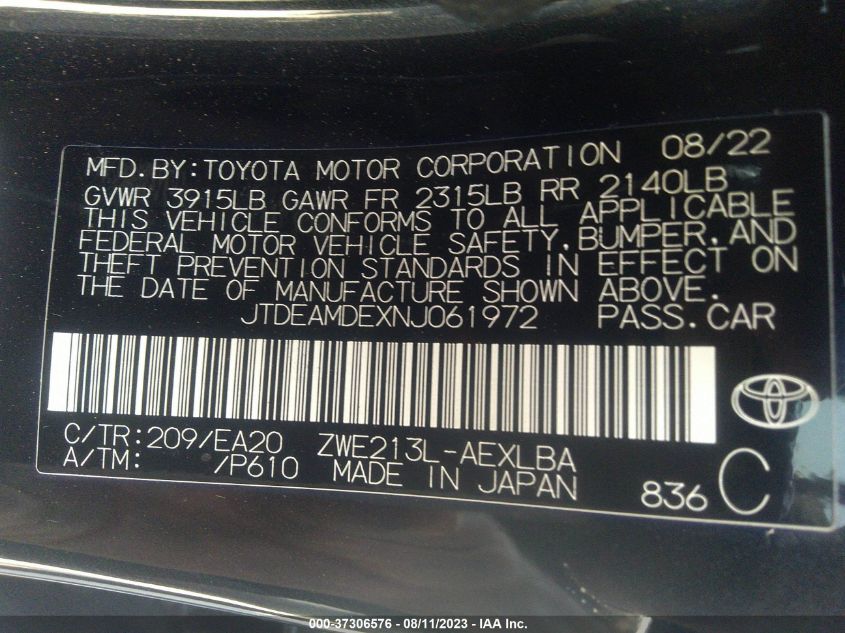 MFD.BY:TOYOTA MOTOR CORPORATION 08/22
GVWR 3915LB GAWR FR 2315LB RR 2140LB
THIS VEHICLE CONFORMS TO ALL APPLICABLE
FEDERAL MOTOR VEHICLE SAFETY,BUMPER,AND
THEFT PREVENTION STANDARDS IN EFFECT ON
THE DATE OF MANUFACTURE SHOWN ABOVE.
JTDEAMDEXNJ061972 PASS.CAR
C/TR:209/EA20 ZWE213L-AEXLBA
A/TM: /P610 MADE IN JAPAN 836 C
00-37306576 - 08/11/2023 - IAA Inc.